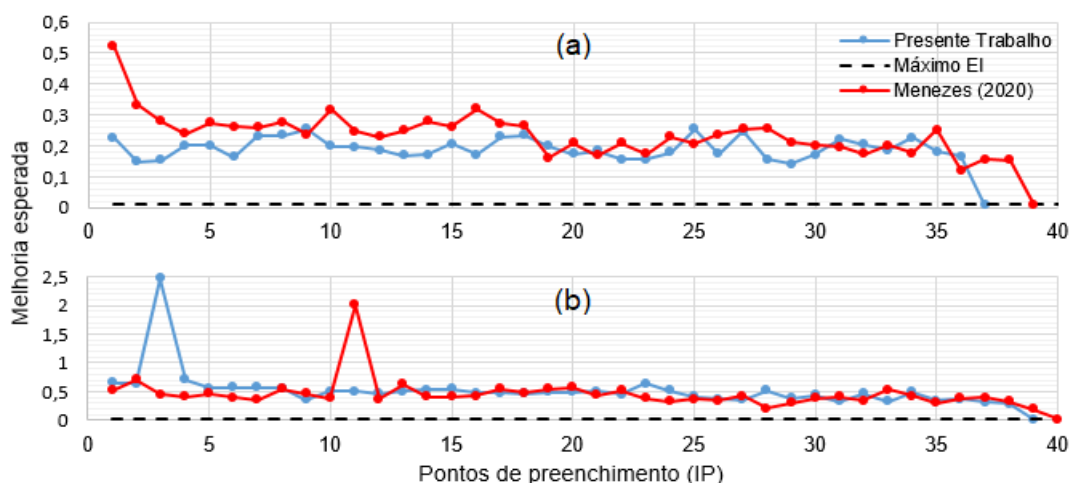 0,6
0,5
0,4
0,3
0,2
0,1
0
(a)
Presente Trabalho
Máximo EI
Menezes (2020)
0 5 10 15 20 25 30 35 40
Melhoria esperada
2,5
2
1,5
1
0,5
0
(b)
0 5 10 15 20 25 30 35 40
Pontos de preenchimento (IP)